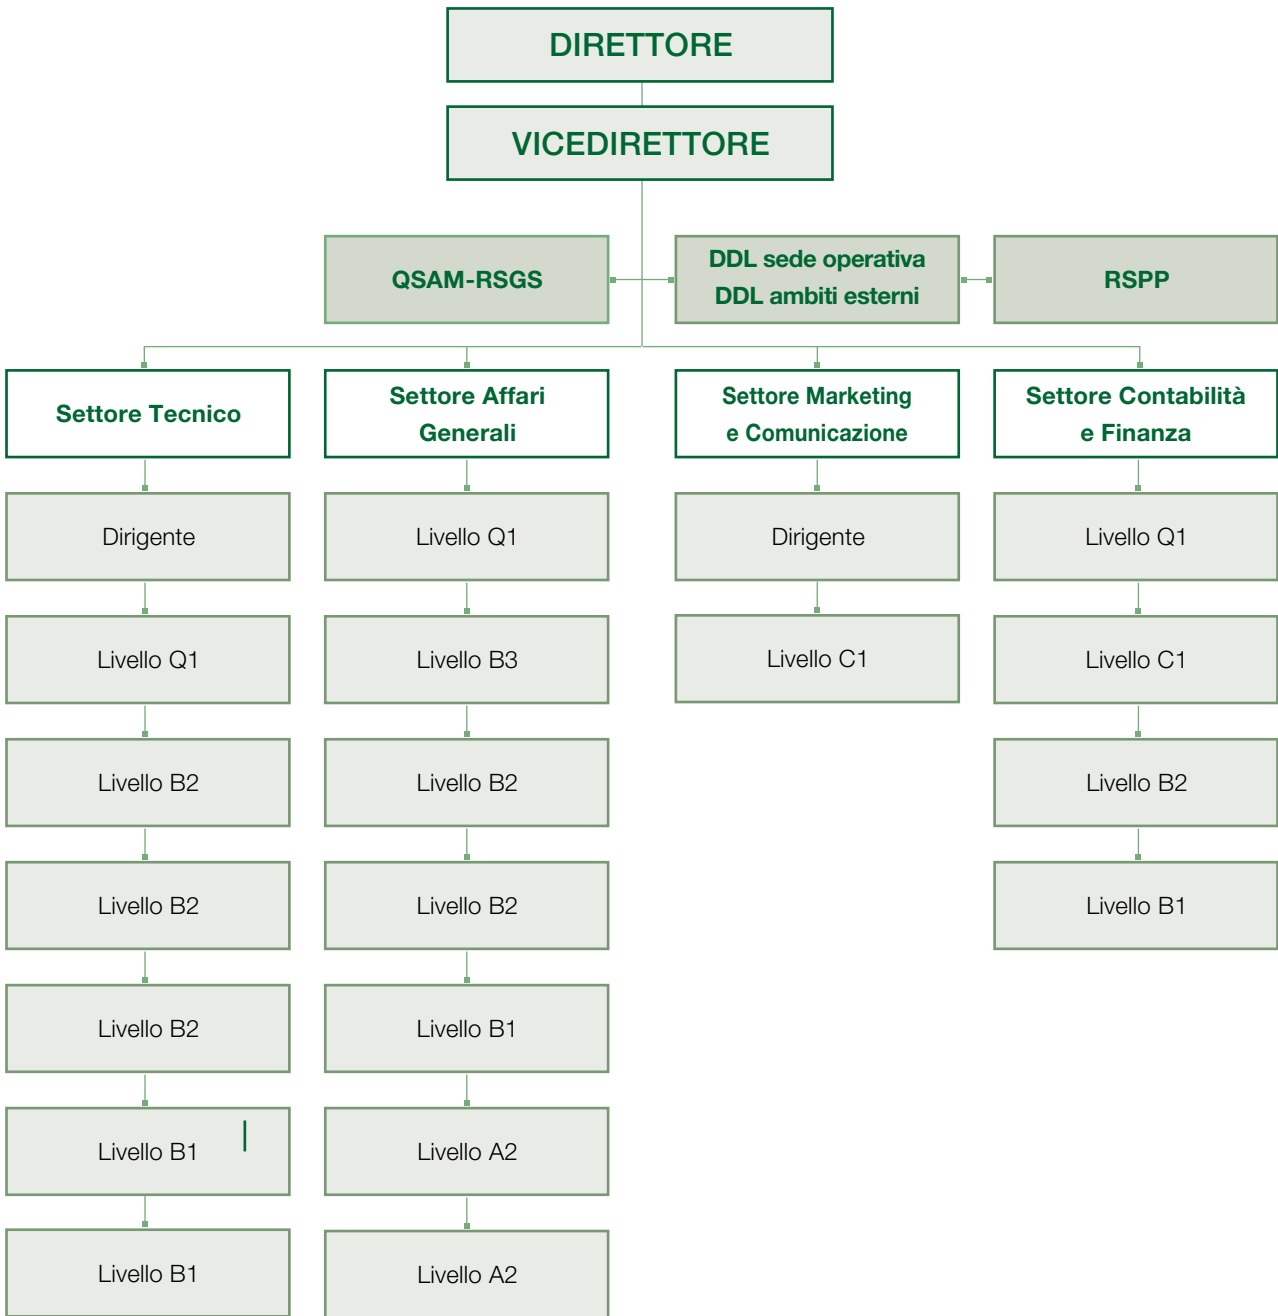 DIRETTORE
VICEDIRETTORE
QSAM-RSGS
DDL sede operativa
DDL ambiti esterni
RSPP
Settore Tecnico
Settore Affari
Generali
Settore Marketing
e Comunicazione
Settore Contabilità
e Finanza
Dirigente
Livello Q1
Dirigente
Livello Q1
Livello Q1
Livello B3
Livello C1
Livello C1
Livello B2
Livello B2
Livello B2
Livello B2
Livello B2
Livello B1
Livello B2
Livello B1
Livello B1
Livello A2
Livello B1
Livello A2